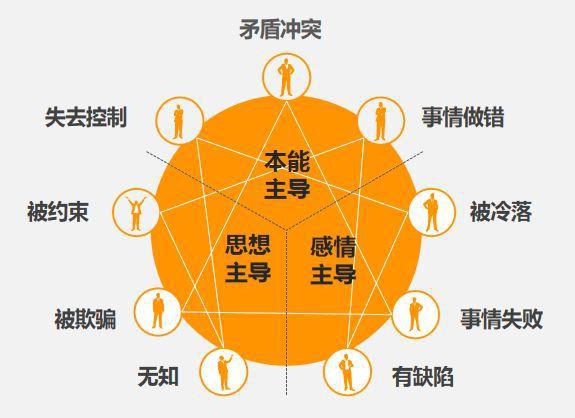 矛盾冲突
失去控制
事情做错
本能
主导
被约束
被冷落
思想
主导
感情
主导
被欺骗
事情失败
无知
有缺陷